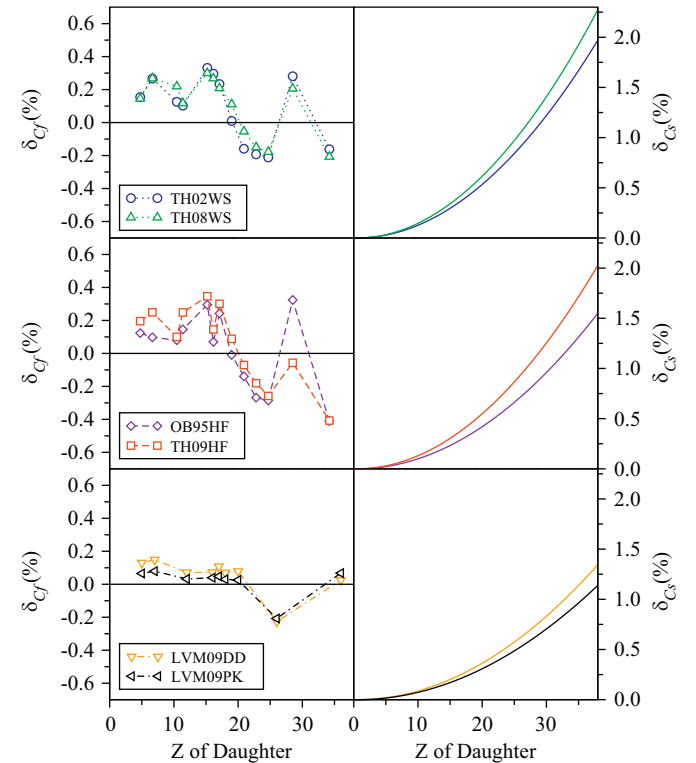 0.6
0.4
0.2
0.0
-0.2
-0.4
-0.6
δCf(%)
TH02WS
TH08WS
2.0
1.5
1.0
0.5
0.0
δCs(%)
0.6
0.4
0.2
0.0
-0.2
-0.4
-0.6
δCf(%)
OB95HF
TH09HF
2.0
1.5
1.0
0.5
0.0
δCs(%)
0.6
0.4
0.2
0.0
-0.2
-0.4
-0.6
δCf(%)
LVM09DD
LVM09PK
2.0
1.5
1.0
0.5
0.0
δCs(%)
0 10 20 30
Z of Daughter
0 10 20 30
Z of Daughter